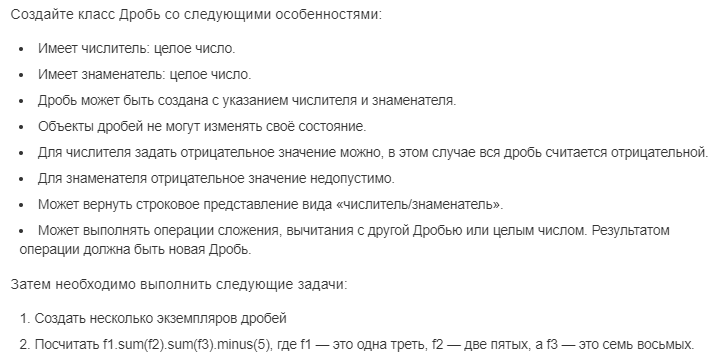 Создайте класс Дробь со следующими особенностями:
• Имеет числитель: целое число.
• Имеет знаменатель: целое число.
• Дробь может быть создана с указанием числителя и знаменателя.
• Объекты дробей не могут изменять своё состояние.
• Для числителя задать отрицательное значение можно, в этом случае вся дробь считается отрицательной.
• Для знаменателя отрицательное значение недопустимо.
• Может вернуть строковое представление вида «числитель/знаменатель».
• Может выполнять операции сложения, вычитания с другой Дробью или целым числом. Результатом
операции должна быть новая Дробь.
Затем необходимо выполнить следующие задачи:
1. Создать несколько экземпляров дробей
2. Посчитать f1.sum(f2).sum(f3).minus(5), где f1 — это одна треть, f2 — две пятых, а f3 — это семь восьмых.